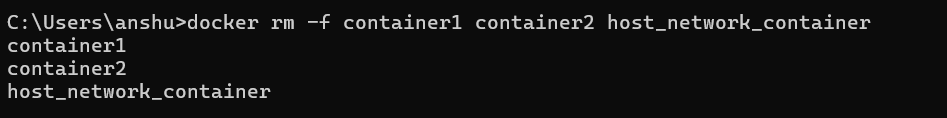 C:\Users\anshu>docker rm -f container1 container2 host_network_container
container1
container2
host_network_container